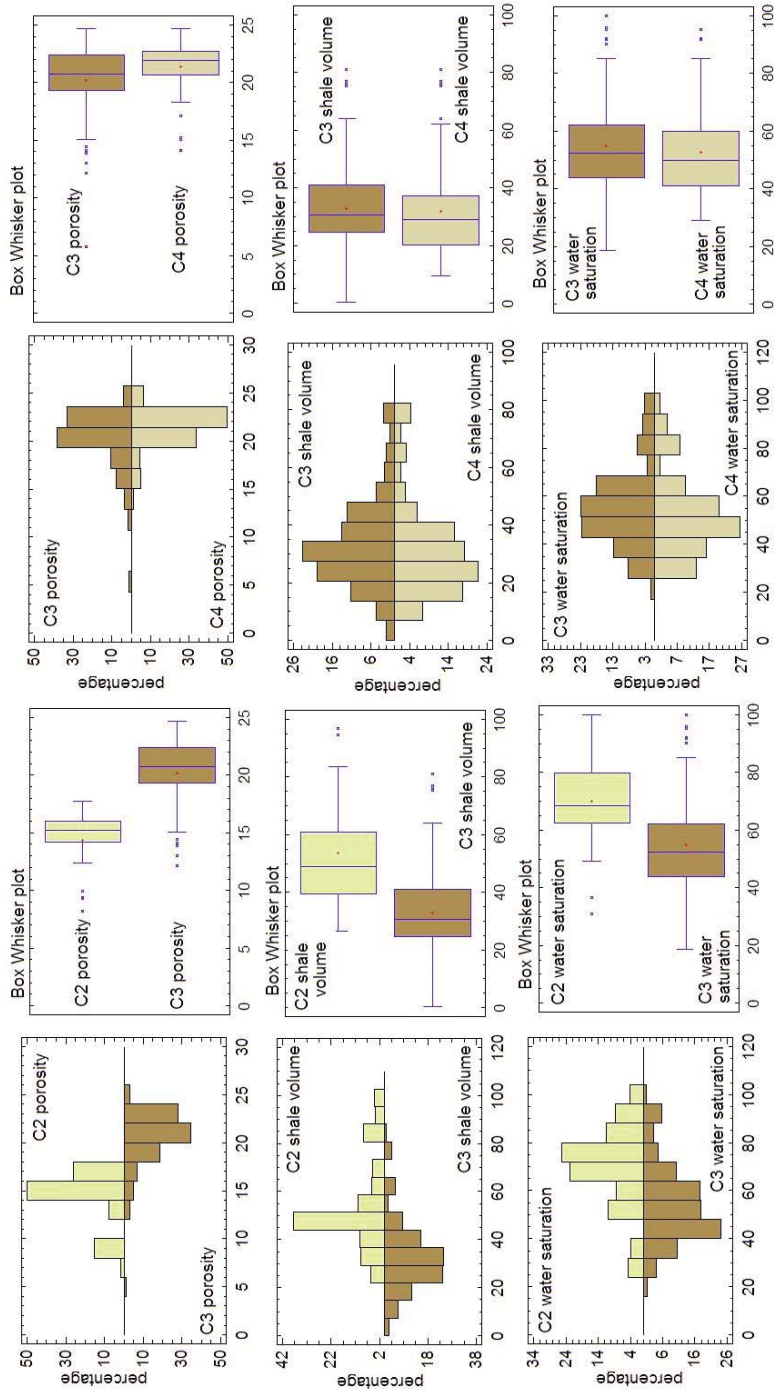 C2 porosity
50
30
10
10
30
50
percentage
C3 porosity
0 5 10 15 20 25 30
Box Whisker plot
C2 porosity
C3 porosity
0 5 10 15 20 25
C3 porosity
50
30
10
10
30
50
percentage
C4 porosity
0 5 10 15 20 25 30
Box Whisker plot
C3 porosity
C4 porosity
0 5 10 15 20 25
C2 shale volume
42
22
2
18
38
percentage
C3 shale volume
0 20 40 60 80 100 120
Box Whisker plot
C2 shale
volume
C3 shale volume
0 20 40 60 80 100
C3 shale volume
26
16
6
4
14
24
percentage
C4 shale volume
0 20 40 60 80 100
Box Whisker plot
C3 shale volume
C4 shale volume
0 20 40 60 80 100
C2 water saturation
34
24
14
4
6
16
26
percentage
C3 water saturation
0 20 40 60 80 100 120
Box Whisker plot
C2 water saturation
C3 water
saturation
0 20 40 60 80 100
C3 water saturation
33
23
13
3
7
17
27
percentage
C4 water saturation
0 20 40 60 80 100 120
Box Whisker plot
C3 water
saturation
C4 water
saturation
0 20 40 60 80 100